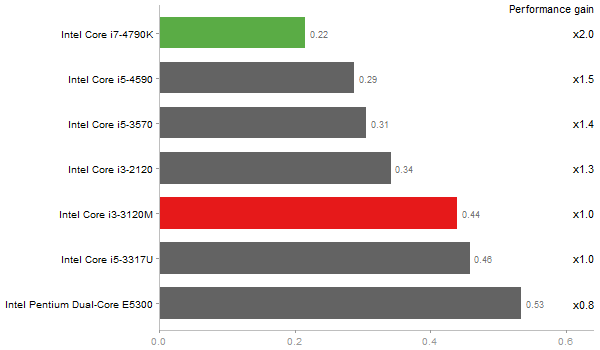 Performance gain
Intel Core i7-4790K 0.22 x2.0
Intel Core i5-4590 0.29 x1.5
Intel Core i5-3570 0.31 x1.4
Intel Core i3-2120 0.34 x1.3
Intel Core i3-3120M 0.44 x1.0
Intel Core i5-3317U 0.46 x1.0
Intel Pentium Dual-Core E5300 0.53 x0.8
0.0 0.2 0.4 0.6